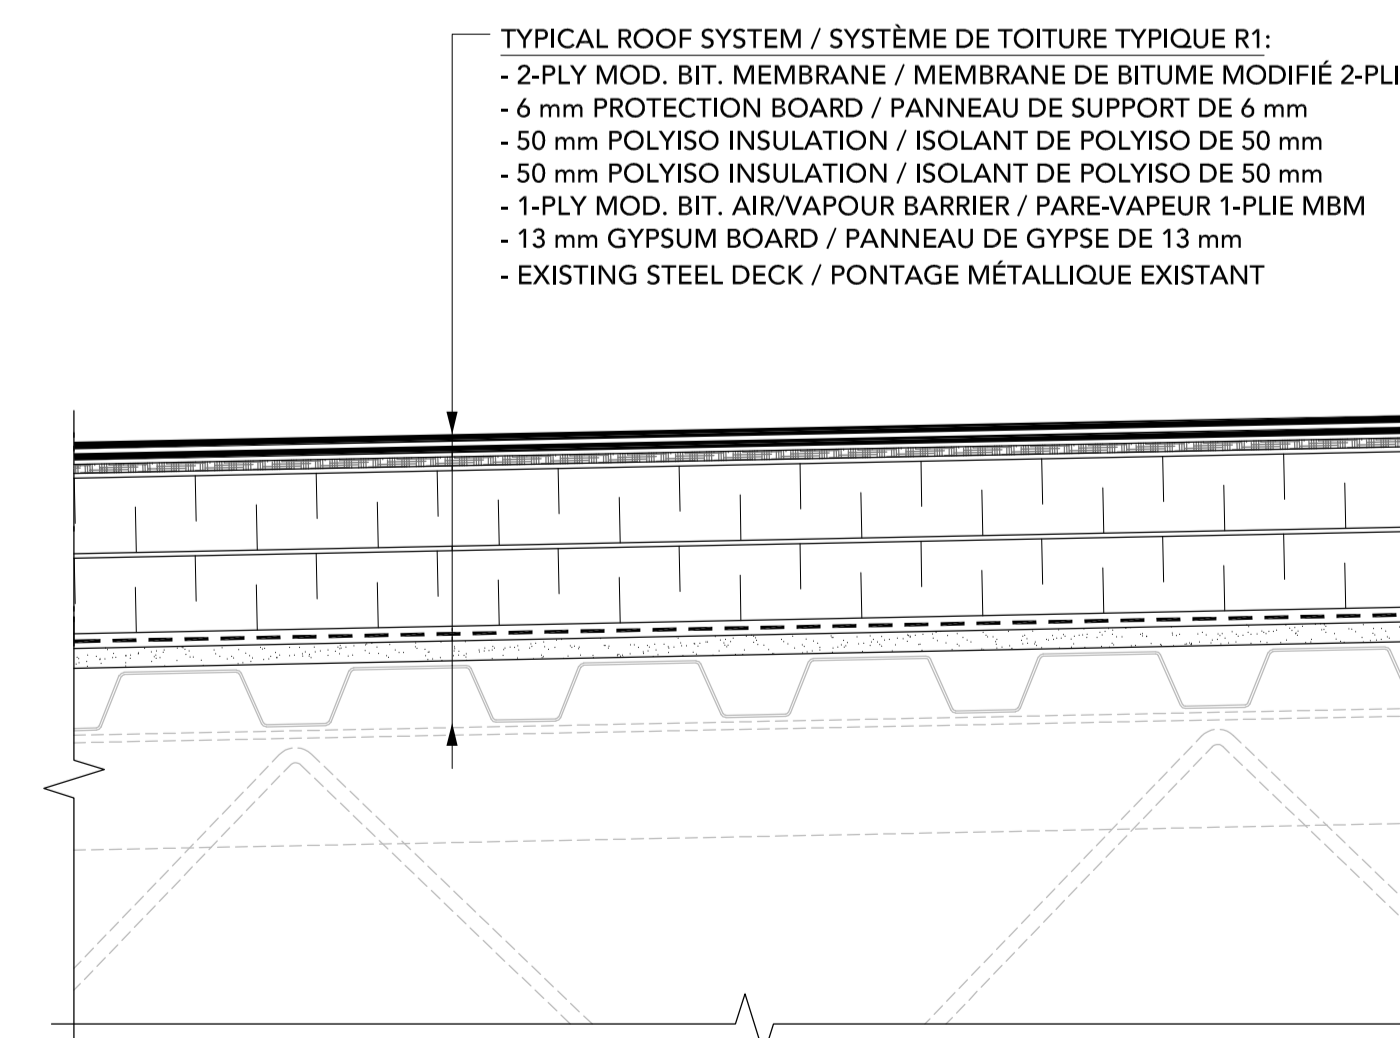 TYPICAL ROOF SYSTEM / SYSTÈME DE TOITURE TYPIQUE R1:
- 2-PLY MOD. BIT. MEMBRANE / MEMBRANE DE BITUME MODIFIÉ 2-PLI
- 6 mm PROTECTION BOARD / PANNEAU DE SUPPORT DE 6 mm
- 50 mm POLYISO INSULATION / ISOLANT DE POLYISO DE 50 mm
- 50 mm POLYISO INSULATION / ISOLANT DE POLYISO DE 50 mm
- 1-PLY MOD. BIT. AIR/VAPOUR BARRIER / PARE-VAPEUR 1-PLIE MBM
- 13 mm GYPSUM BOARD / PANNEAU DE GYPSE DE 13 mm
- EXISTING STEEL DECK / PONTAGE MÉTALLIQUE EXISTANT